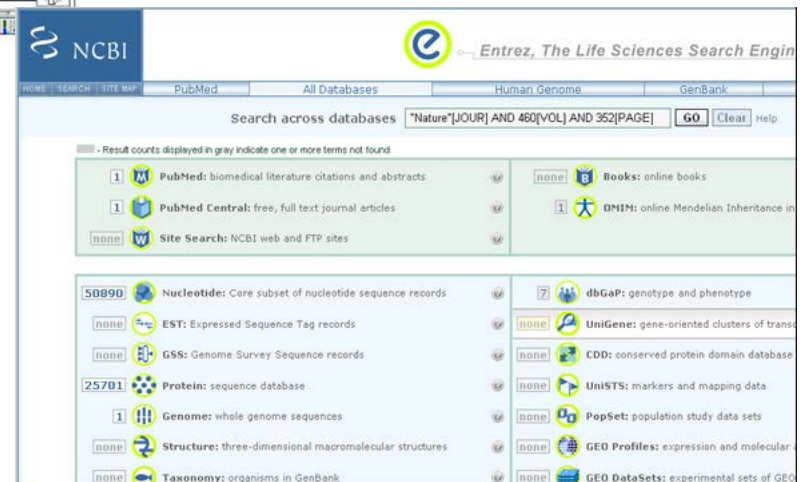 NCBI
Entrez, The Life Sciences Search Engin
HOME SEARCH SITE MAP PubMed All Databases Human Genome GenBank
Search across databases "Nature"[JOUR] AND 460[VOL] AND 352[PAGE] GO Clear Help
- Result counts displayed in gray indicate one or more terms not found
1 PubMed: biomedical literature citations and abstracts
none Books: online books
1 PubMed Central: free, full text journal articles
1 OMIM: online Mendelian Inheritance in
none Site Search: NCBI web and FTP sites
50890 Nucleotide: Core subset of nucleotide sequence records
7 dbGaP: genotype and phenotype
none EST: Expressed Sequence Tag records
none UniGene: gene-oriented clusters of transc
none GSS: Genome Survey Sequence records
none CDD: conserved protein domain database
25701 Protein: sequence database
none UniSTS: markers and mapping data
1 Genome: whole genome sequences
none PopSet: population study data sets
none Structure: three-dimensional macromolecular structures
none GEO Profiles: expression and molecular
none Taxonomy: organisms in GenBank
none GEO DataSets: experimental sets of GEO